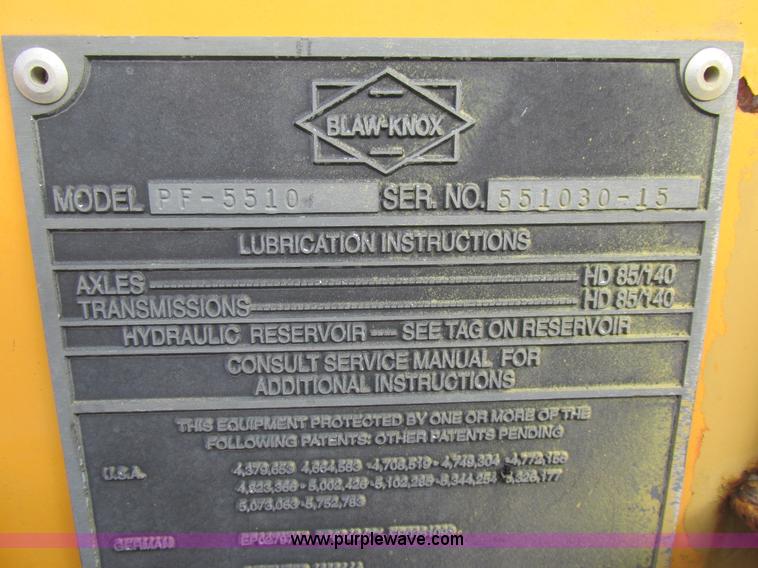 BLAW-KNOX
MODEL PF-5510 SER. NO. 551030-15
LUBRICATION INSTRUCTIONS
AXLES HD 85/140
TRANSMISSIONS HD 85/140
HYDRAULIC RESERVOIR — SEE TAG ON RESERVOIR
CONSULT SERVICE MANUAL FOR
ADDITIONAL INSTRUCTIONS
THIS EQUIPMENT PROTECTED BY ONE OR MORE OF THE
FOLLOWING PATENTS: OTHER PATENTS PENDING
U.S.A.
GERMAN
www.purplewave.com